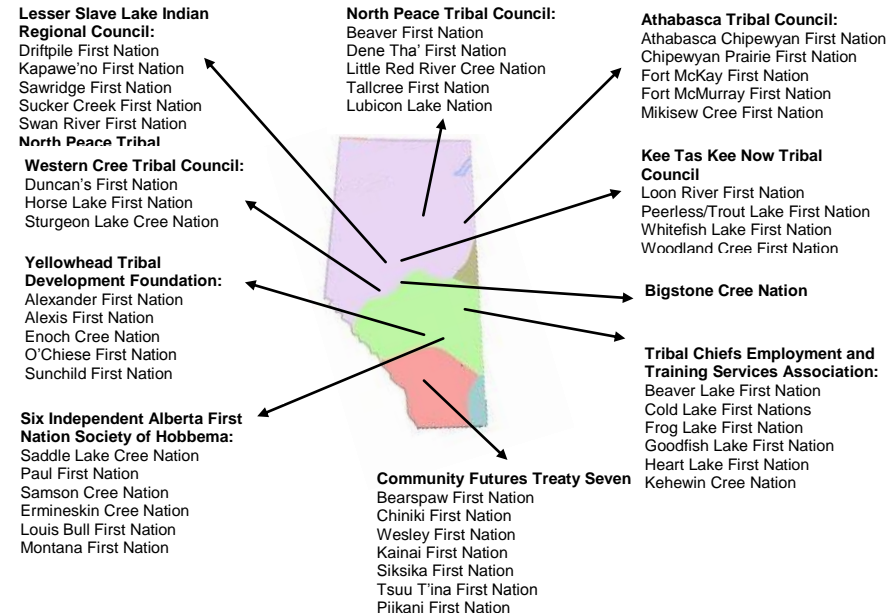 Lesser Slave Lake Indian
Regional Council:
Driftpile First Nation
Kapawe'no First Nation
Sawridge First Nation
Sucker Creek First Nation
Swan River First Nation
North Peace Tribal
Western Cree Tribal Council:
Duncan's First Nation
Horse Lake First Nation
Sturgeon Lake Cree Nation
Yellowhead Tribal
Development Foundation:
Alexander First Nation
Alexis First Nation
Enoch Cree Nation
O'Chiese First Nation
Sunchild First Nation
Six Independent Alberta First
Nation Society of Hobbema:
Saddle Lake Cree Nation
Paul First Nation
Samson Cree Nation
Ermineskin Cree Nation
Louis Bull First Nation
Montana First Nation
North Peace Tribal Council:
Beaver First Nation
Dene Tha' First Nation
Little Red River Cree Nation
Tallcree First Nation
Lubicon Lake Nation
Community Futures Treaty Seven
Bearspaw First Nation
Chiniki First Nation
Wesley First Nation
Kainai First Nation
Siksika First Nation
Tsuu T'ina First Nation
Piikani First Nation
Athabasca Tribal Council:
Athabasca Chipewyan First Nation
Chipewyan Prairie First Nation
Fort McKay First Nation
Fort McMurray First Nation
Mikisew Cree First Nation
Kee Tas Kee Now Tribal
Council
Loon River First Nation
Peerless/Trout Lake First Nation
Whitefish Lake First Nation
Woodland Cree First Nation
Bigstone Cree Nation
Tribal Chiefs Employment and
Training Services Association:
Beaver Lake First Nation
Cold Lake First Nations
Frog Lake First Nation
Goodfish Lake First Nation
Heart Lake First Nation
Kehewin Cree Nation